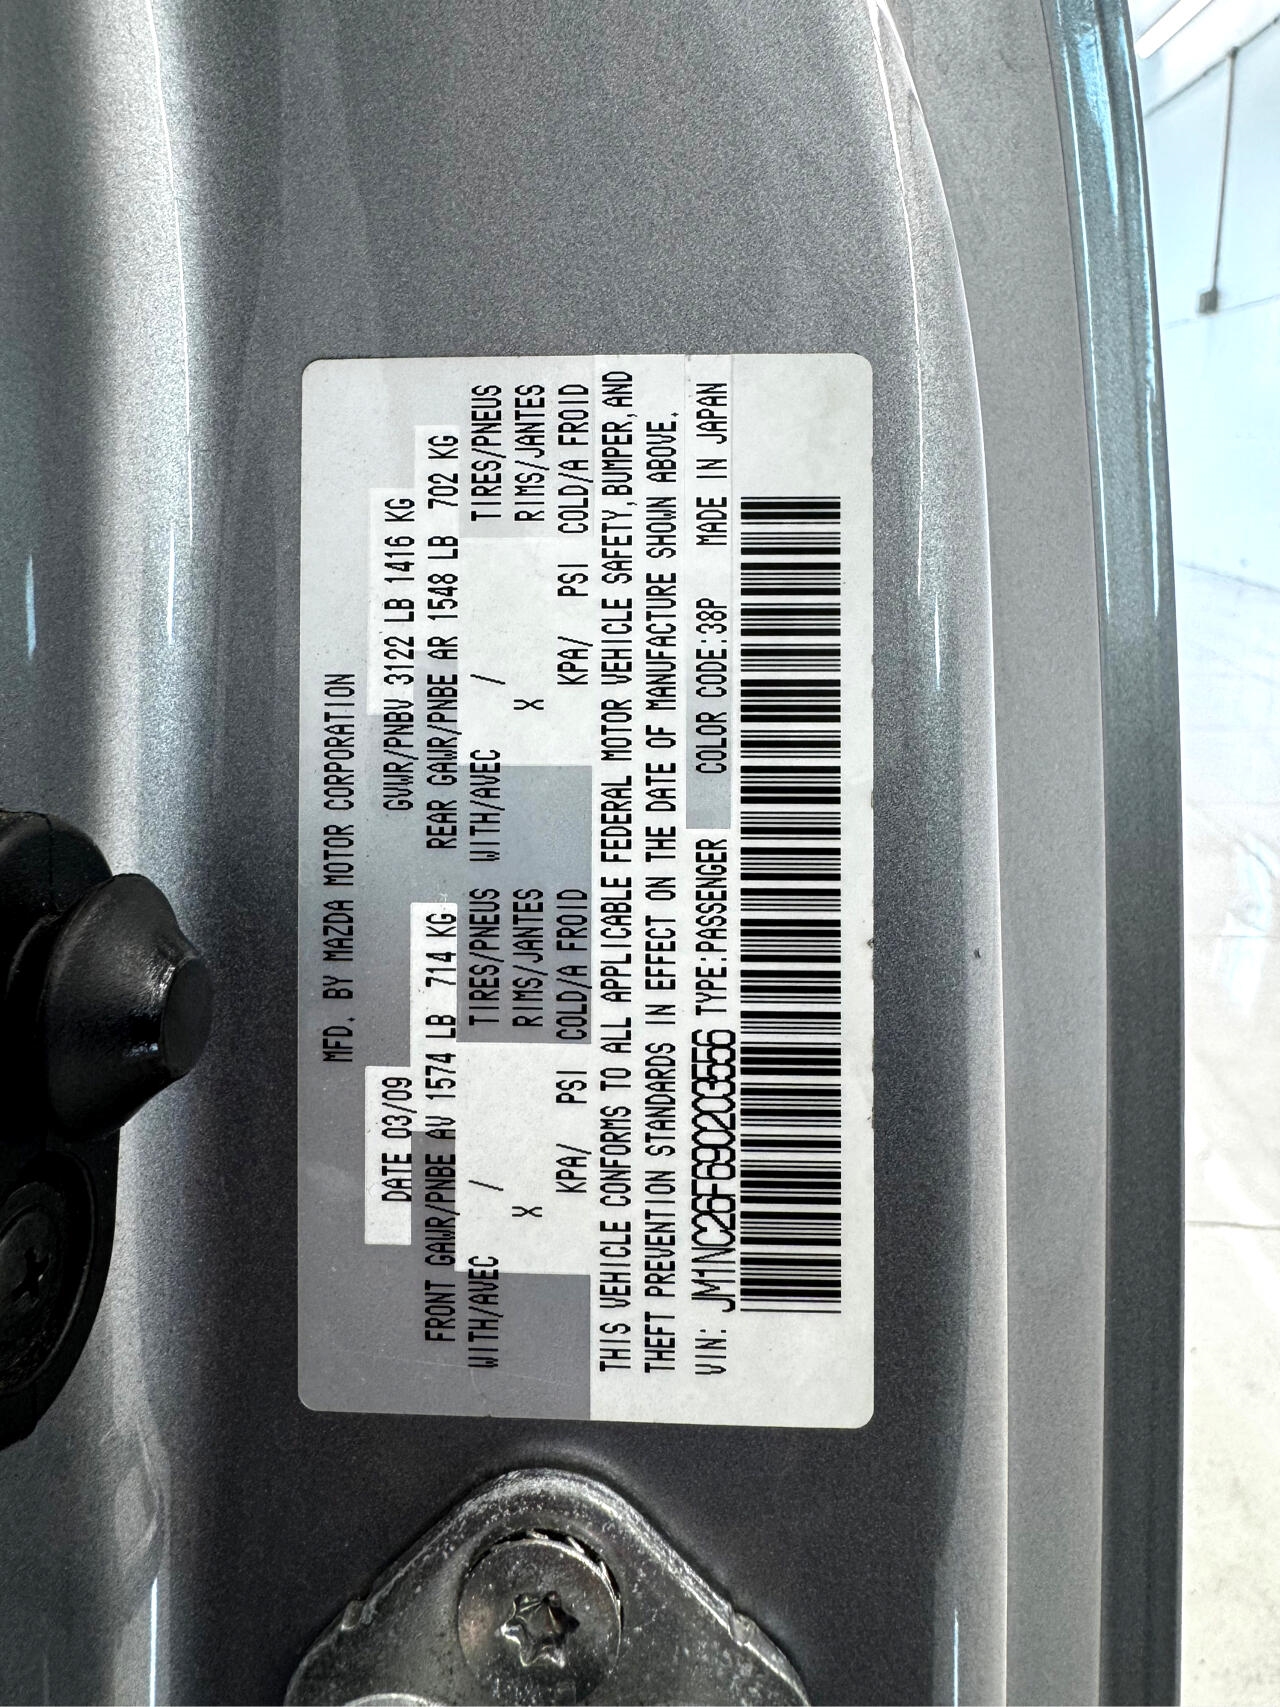 MFD. BY MAZDA MOTOR CORPORATION
DATE 03/09 GVWR/PNBV 3122 LB 1416 KG
FRONT GAWR/PNBE AV 1574 LB 714 KG REAR GAWR/PNBE AR 1548 LB 702 KG
WITH/AVEC / TIRES/PNEUS WITH/AVEC / TIRES/PNEUS
X RIMS/JANTES X RIMS/JANTES
KPA/ PSI COLD/A FROID KPA/ PSI COLD/A FROID
THIS VEHICLE CONFORMS TO ALL APPLICABLE FEDERAL MOTOR VEHICLE SAFETY, BUMPER, AND
THEFT PREVENTION STANDARDS IN EFFECT ON THE DATE OF MANUFACTURE SHOWN ABOVE.
VIN: JM1NC26F690203556 TYPE:PASSENGER COLOR CODE:38P MADE IN JAPAN